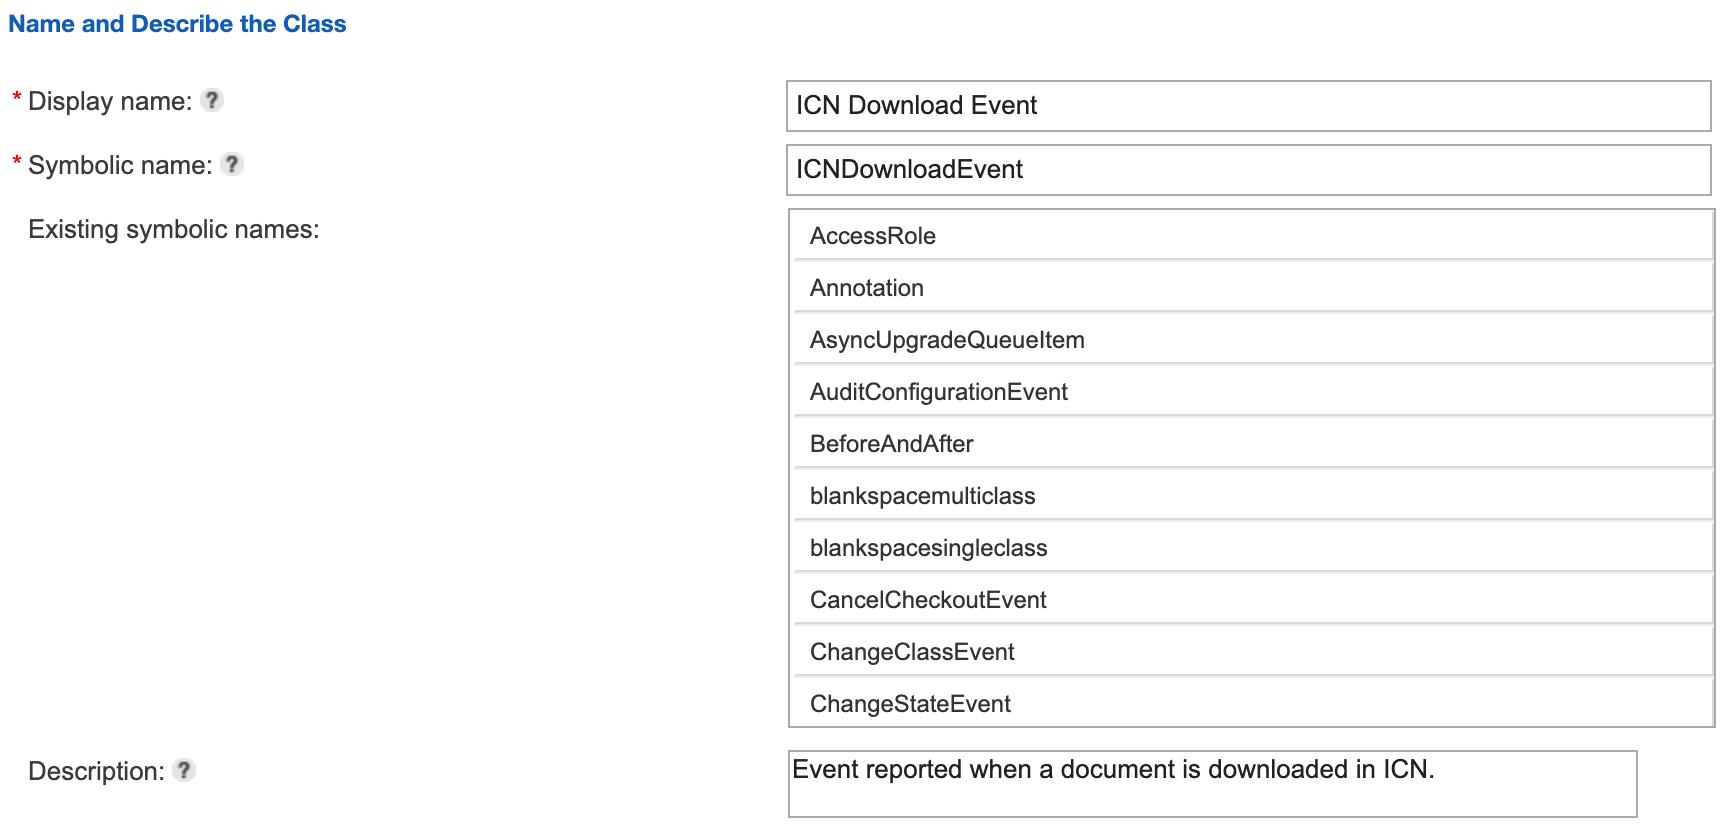 Name and Describe the Class
* Display name: ?
ICN Download Event
* Symbolic name: ?
ICNDownloadEvent
Existing symbolic names:
AccessRole
Annotation
AsyncUpgradeQueueItem
AuditConfigurationEvent
BeforeAndAfter
blankspacemulticlass
blankspacesingleclass
CancelCheckoutEvent
ChangeClassEvent
ChangeStateEvent
Description: ?
Event reported when a document is downloaded in ICN.